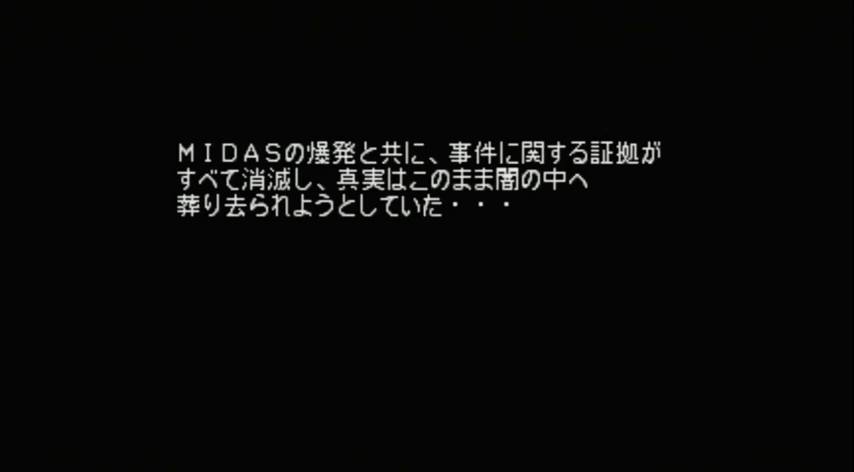 ＭＩＤＡＳの爆発と共に、事件に関する証拠が
すべて消滅し、真実はこのまま闇の中へ
葬り去られようとしていた・・・